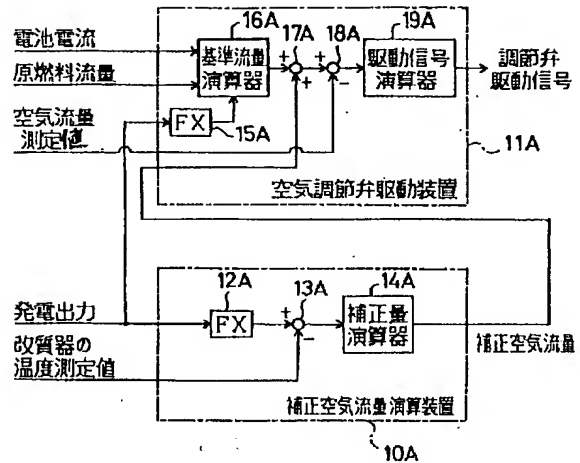 電池電流
原燃料流量
空気流量
測定値
16A
基準流量
演算器
FX
15A
17A
+
+
18A
+
−
19A
駆動信号
演算器
調節弁
駆動信号
11A
空気調節弁駆動装置
発電出力
改質器の
温度測定値
12A
FX
13A
+
−
14A
補正量
演算器
補正空気流量
補正空気流量演算装置
10A